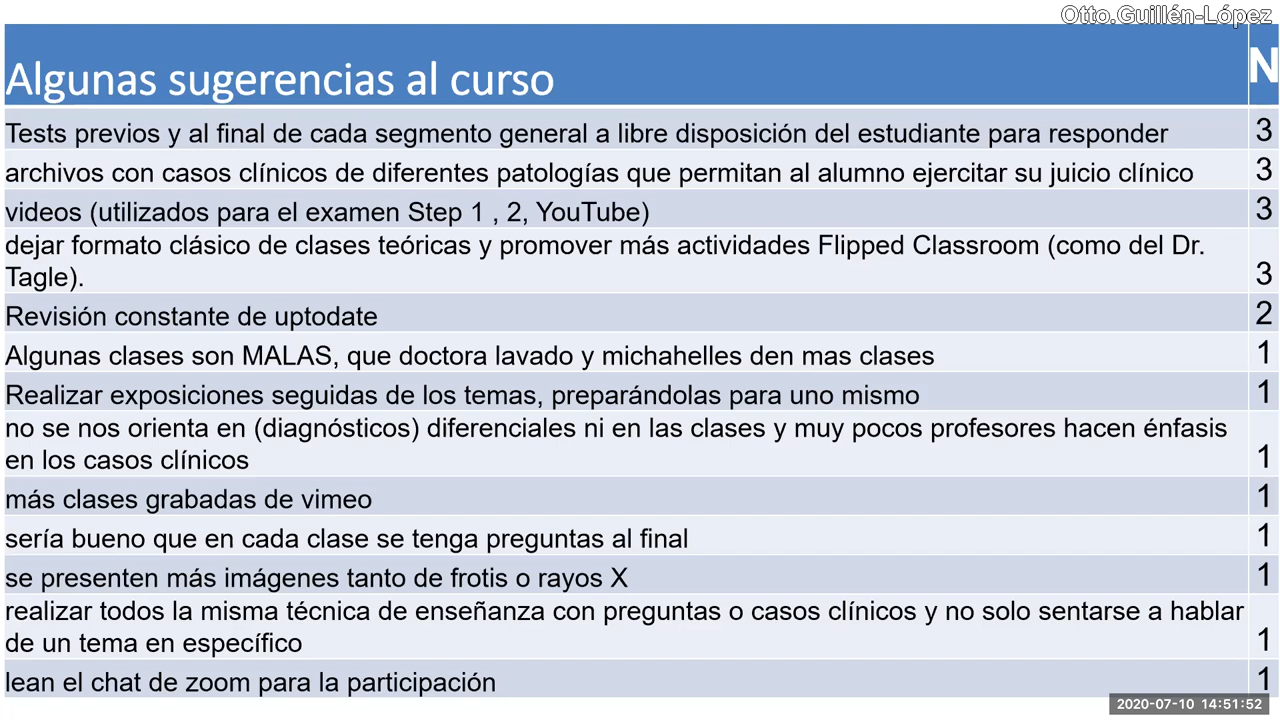 Otto.Guillén-López
Algunas sugerencias al curso N
Tests previos y al final de cada segmento general a libre disposición del estudiante para responder 3
archivos con casos clínicos de diferentes patologías que permitan al alumno ejercitar su juicio clínico 3
videos (utilizados para el examen Step 1 , 2, YouTube) 3
dejar formato clásico de clases teóricas y promover más actividades Flipped Classroom (como del Dr.
Tagle). 3
Revisión constante de uptodate 2
Algunas clases son MALAS, que doctora lavado y michahelles den mas clases 1
Realizar exposiciones seguidas de los temas, preparándolas para uno mismo 1
no se nos orienta en (diagnósticos) diferenciales ni en las clases y muy pocos profesores hacen énfasis
en los casos clínicos 1
más clases grabadas de vimeo 1
sería bueno que en cada clase se tenga preguntas al final 1
se presenten más imágenes tanto de frotis o rayos X 1
realizar todos la misma técnica de enseñanza con preguntas o casos clínicos y no solo sentarse a hablar
de un tema en específico 1
lean el chat de zoom para la participación 1
2020-07-10 14:51:52